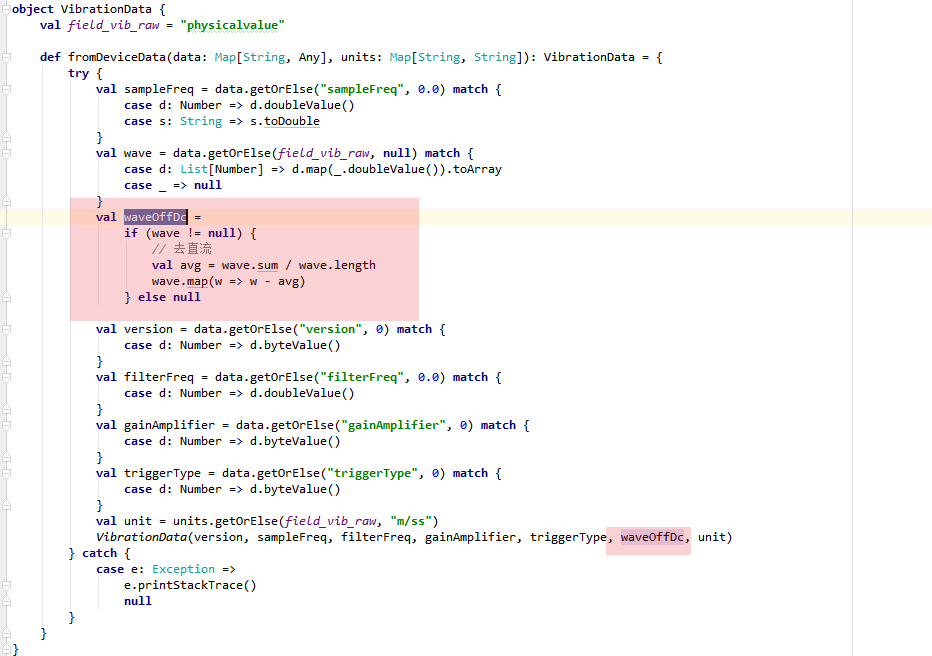 object VibrationData {
    val field_vib_raw = "physicalvalue"

    def fromDeviceData(data: Map[String, Any], units: Map[String, String]): VibrationData = {
        try {
            val sampleFreq = data.getOrElse("sampleFreq", 0.0) match {
                case d: Number => d.doubleValue()
                case s: String => s.toDouble
            }
            val wave = data.getOrElse(field_vib_raw, null) match {
                case d: List[Number] => d.map(_.doubleValue()).toArray
                case _ => null
            }
            val waveOffDc =
                if (wave != null) {
                    // 去直流
                    val avg = wave.sum / wave.length
                    wave.map(w => w - avg)
                } else null

            val version = data.getOrElse("version", 0) match {
                case d: Number => d.byteValue()
            }
            val filterFreq = data.getOrElse("filterFreq", 0.0) match {
                case d: Number => d.doubleValue()
            }
            val gainAmplifier = data.getOrElse("gainAmplifier", 0) match {
                case d: Number => d.byteValue()
            }
            val triggerType = data.getOrElse("triggerType", 0) match {
                case d: Number => d.byteValue()
            }
            val unit = units.getOrElse(field_vib_raw, "m/ss")
            VibrationData(version, sampleFreq, filterFreq, gainAmplifier, triggerType, waveOffDc, unit)
        } catch {
            case e: Exception =>
                e.printStackTrace()
                null
        }
    }
}